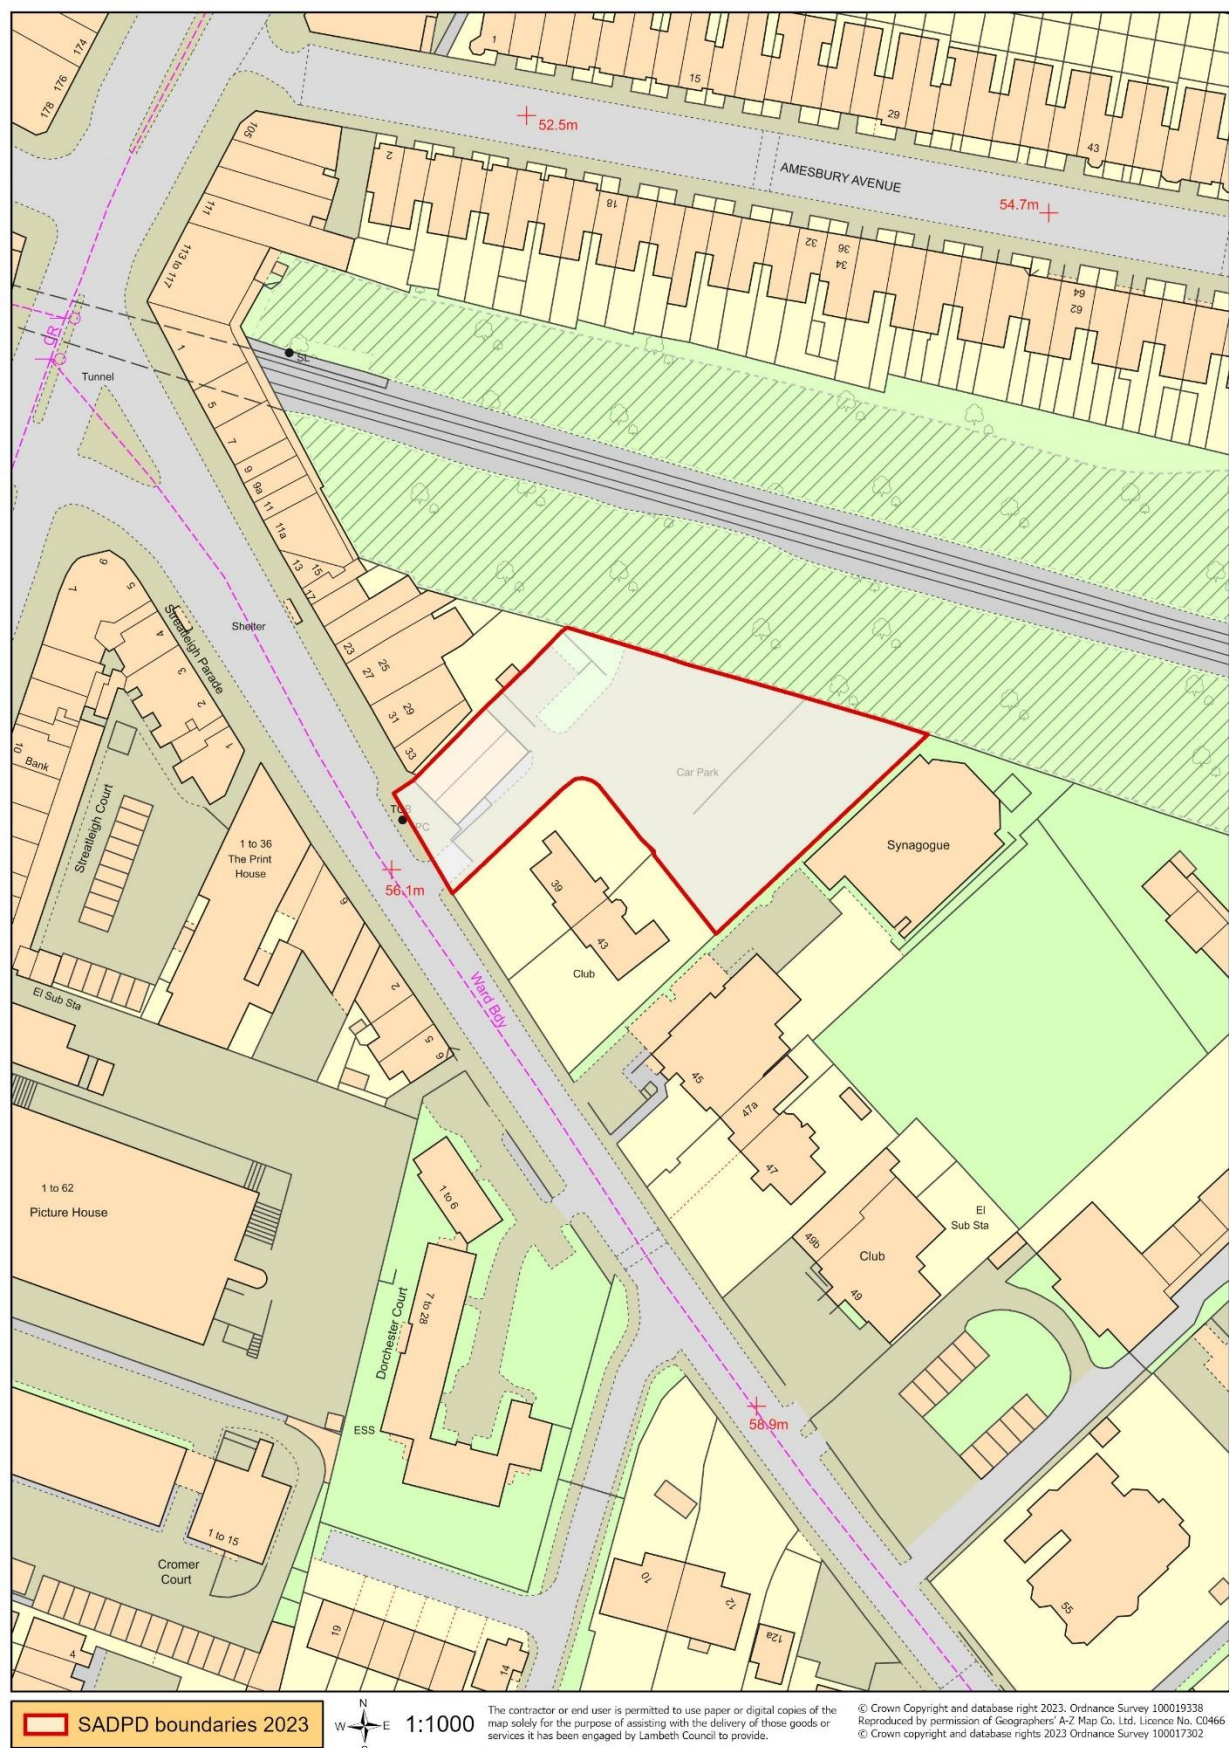 174
176
178
1
15
29
43
52.5m
AMESBURY AVENUE
54.7m
105
111
113 to 117
2
18
32
36
34
64
62
SL
Tunnel
1
5
7
9
9a
11
11a
13
15
17
23
25
27
29
31
33
Shelter
Streatleigh Parade
7
6
5
4
3
2
1
10
Bank
Streatleigh Court
El Sub Sta
1 to 36
The Print
House
9
2
5
6
TCB
PC
56.1m
Car Park
Synagogue
39
43
Club
Ward Bdy
45
47a
47
49b
49
Club
El
Sub Sta
1 to 62
Picture House
1 to 6
7 to 28
Dorchester Court
ESS
58.9m
1 to 15
Cromer
Court
4
19
14
10
12
12a
55
SADPD boundaries 2023
N
W E
S
1:1000
The contractor or end user is permitted to use paper or digital copies of the
map solely for the purpose of assisting with the delivery of those goods or
services it has been engaged by Lambeth Council to provide.
© Crown Copyright and database right 2023. Ordnance Survey 100019338
Reproduced by permission of Geographers' A-Z Map Co. Ltd. Licence No. C0466
© Crown copyright and database rights 2023 Ordnance Survey 100017302